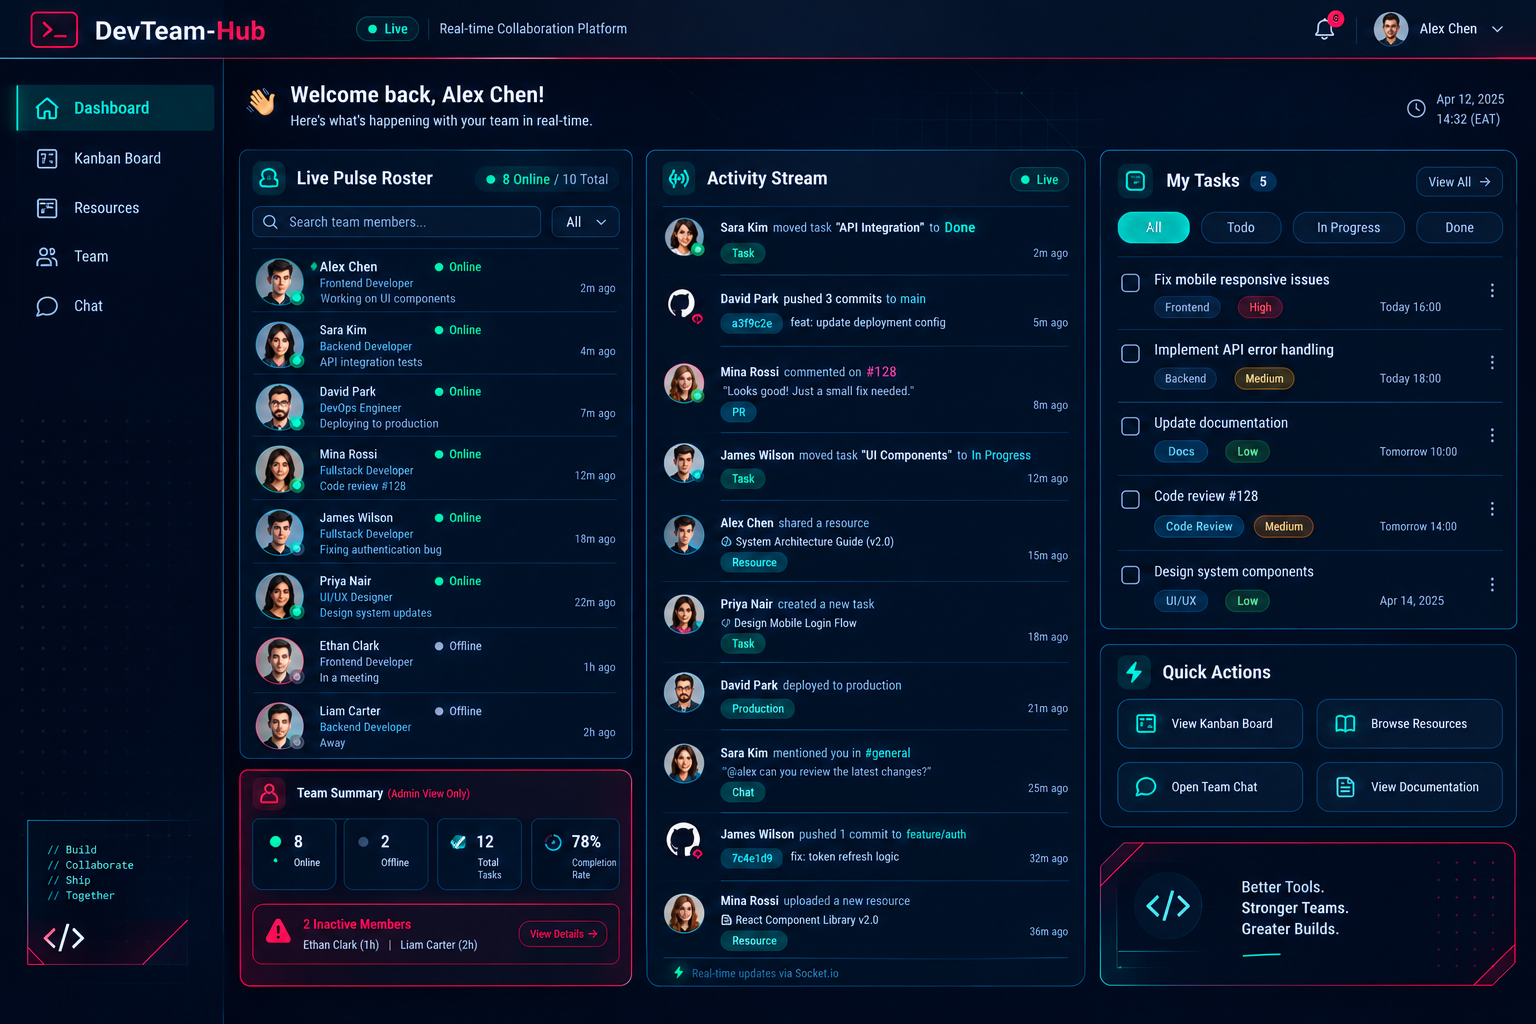 DevTeam-Hub
Live
Real-time Collaboration Platform
Alex Chen
Dashboard
Kanban Board
Resources
Team
Chat
// Build
// Collaborate
// Ship
// Together
</>
Welcome back, Alex Chen!
Here's what's happening with your team in real-time.
Apr 12, 2025
14:32 (EAT)
Live Pulse Roster
8 Online / 10 Total
Search team members...
All
Alex Chen
Online
Frontend Developer
Working on UI components
2m ago
Sara Kim
Online
Backend Developer
API integration tests
4m ago
David Park
Online
DevOps Engineer
Deploying to production
7m ago
Mina Rossi
Online
Fullstack Developer
Code review #128
12m ago
James Wilson
Online
Fullstack Developer
Fixing authentication bug
18m ago
Priya Nair
Online
UI/UX Designer
Design system updates
22m ago
Ethan Clark
Offline
Frontend Developer
In a meeting
1h ago
Liam Carter
Offline
Backend Developer
Away
2h ago
Team Summary (Admin View Only)
8
Online
2
Offline
12
Total
Tasks
78%
Completion
Rate
2 Inactive Members
Ethan Clark (1h) | Liam Carter (2h)
View Details →
Activity Stream
Live
Sara Kim moved task "API Integration" to Done
Task
2m ago
David Park pushed 3 commits to main
a3f9c2e feat: update deployment config
5m ago
Mina Rossi commented on #128
"Looks good! Just a small fix needed."
PR
8m ago
James Wilson moved task "UI Components" to In Progress
Task
12m ago
Alex Chen shared a resource
System Architecture Guide (v2.0)
Resource
15m ago
Priya Nair created a new task
Design Mobile Login Flow
Task
18m ago
David Park deployed to production
Production
21m ago
Sara Kim mentioned you in #general
"@alex can you review the latest changes?"
Chat
25m ago
James Wilson pushed 1 commit to feature/auth
7c4e1d9 fix: token refresh logic
32m ago
Mina Rossi uploaded a new resource
React Component Library v2.0
Resource
36m ago
Real-time updates via Socket.io
My Tasks 5
View All →
All
Todo
In Progress
Done
Fix mobile responsive issues
Frontend High Today 16:00
Implement API error handling
Backend Medium Today 18:00
Update documentation
Docs Low Tomorrow 10:00
Code review #128
Code Review Medium Tomorrow 14:00
Design system components
UI/UX Low Apr 14, 2025
Quick Actions
View Kanban Board
Browse Resources
Open Team Chat
View Documentation
</>
Better Tools.
Stronger Teams.
Greater Builds.